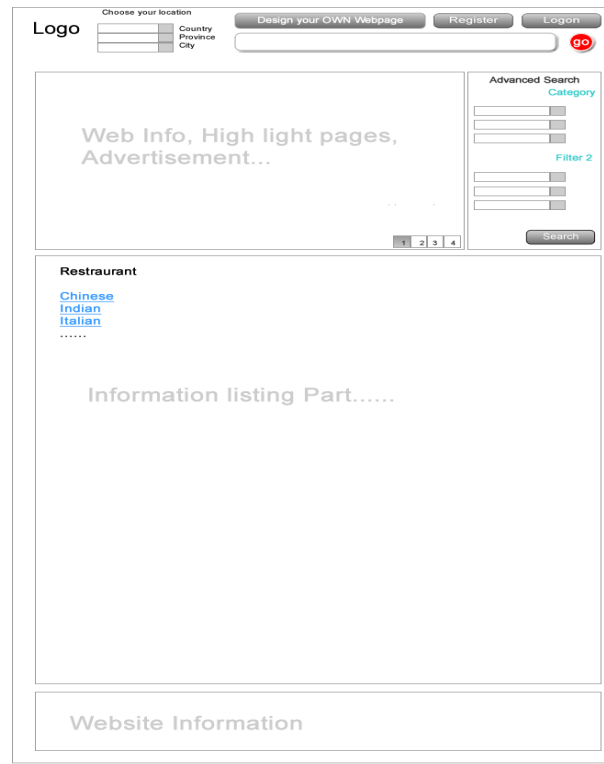 Choose your location
Logo
Country
Province
City
Design your OWN Webpage
Register
Logon
go
Web Info, High light pages,
Advertisement...
1 2 3 4
Advanced Search
Category
Filter 2
Search
Restraurant
Chinese
Indian
Italian
......
Information listing Part......
Website Information